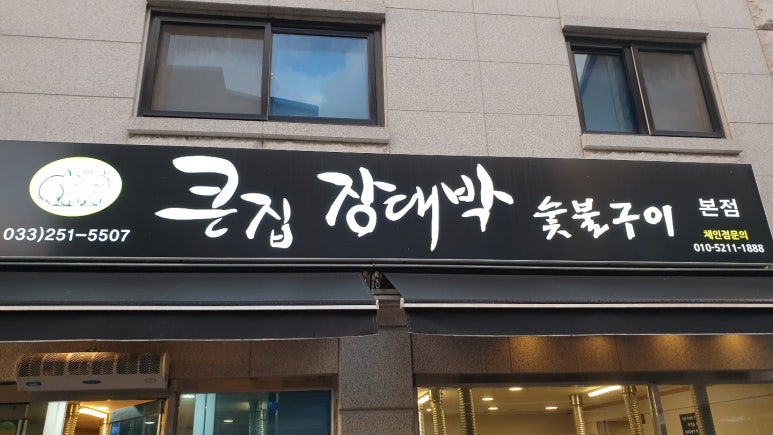 큰집 장대박 숯불구이 본점
033)251-5507
체인점문의
010-5211-1888